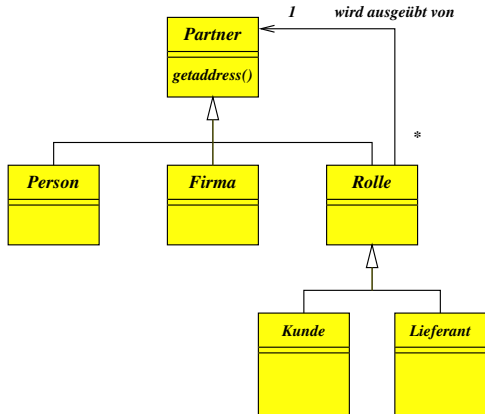 1 wird ausgeübt von
Partner
getaddress()
*
Person Firma Rolle
Kunde Lieferant